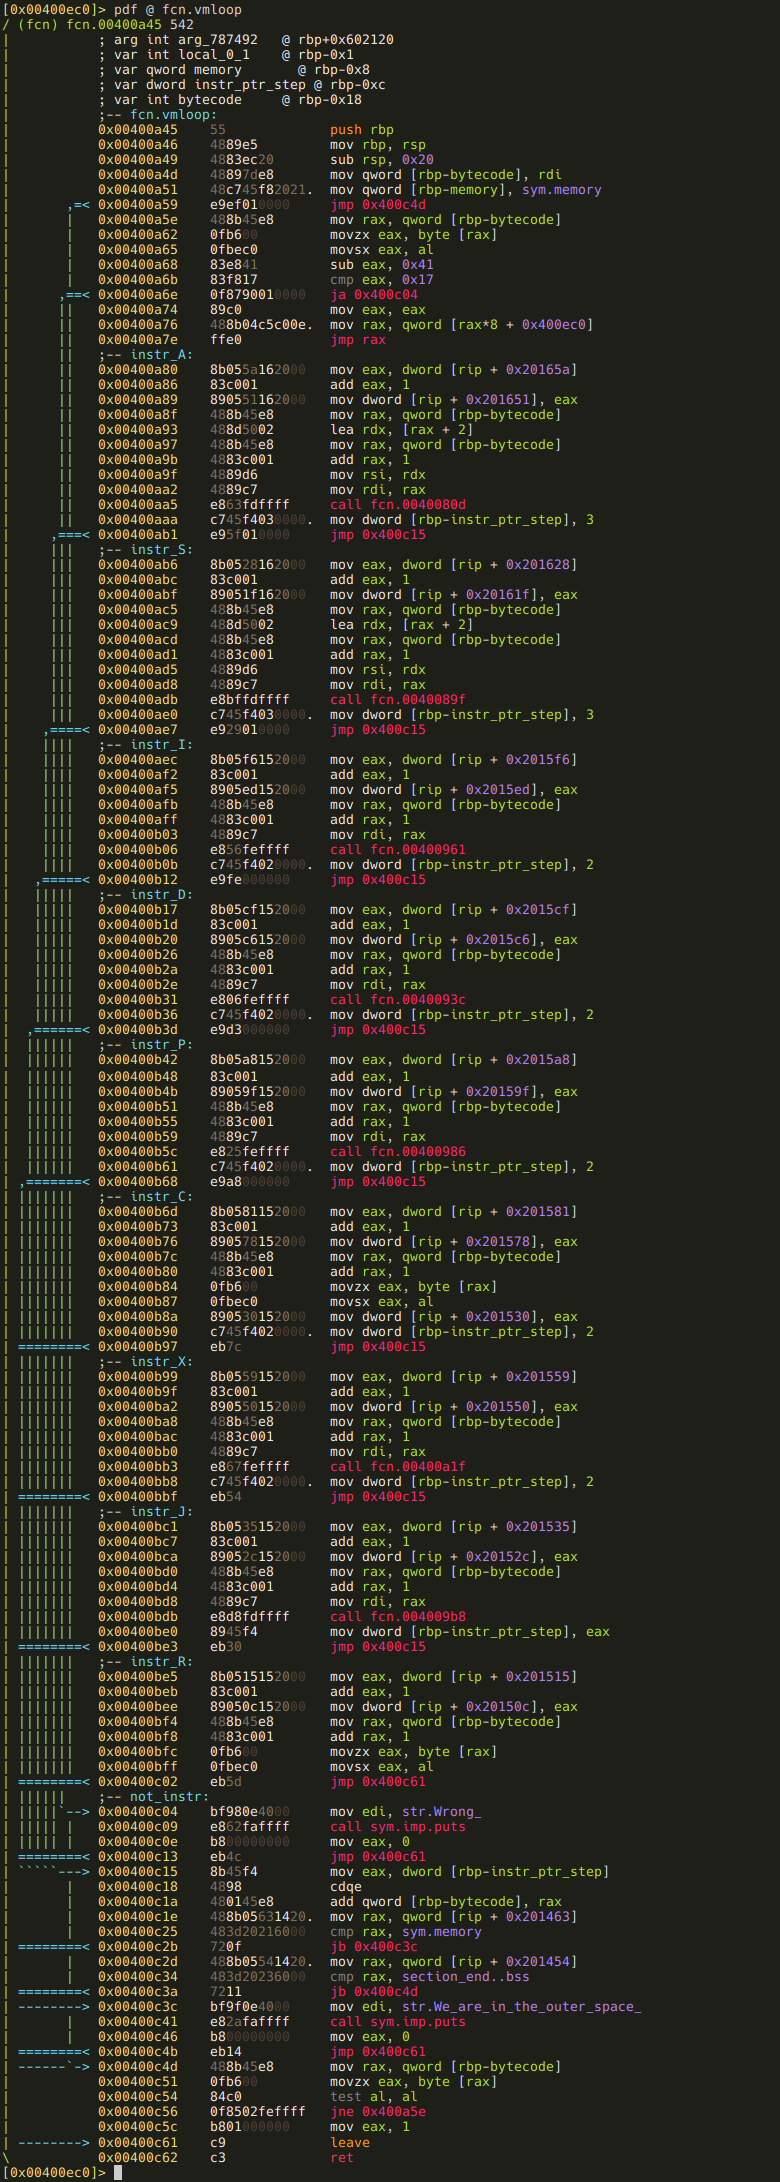 [0x00400ec0]> pdf @ fcn.vmloop
/ (fcn) fcn.00400a45 542
|           ; arg int arg_787492   @ rbp+0x602120
|           ; var int local_0_1    @ rbp-0x1
|           ; var qword memory       @ rbp-0x8
|           ; var dword instr_ptr_step @ rbp-0xc
|           ; var int bytecode     @ rbp-0x18
|           ;-- fcn.vmloop:
|           0x00400a45    55             push rbp
|           0x00400a46    4889e5         mov rbp, rsp
|           0x00400a49    4883ec20       sub rsp, 0x20
|           0x00400a4d    48897de8       mov qword [rbp-bytecode], rdi
|           0x00400a51    48c745f82021.  mov qword [rbp-memory], sym.memory
|       ,=< 0x00400a59    e9ef010000     jmp 0x400c4d
|       |   0x00400a5e    488b45e8       mov rax, qword [rbp-bytecode]
|       |   0x00400a62    0fb600         movzx eax, byte [rax]
|       |   0x00400a65    0fbec0         movsx eax, al
|       |   0x00400a68    83e841         sub eax, 0x41
|       |   0x00400a6b    83f817         cmp eax, 0x17
|      ,==< 0x00400a6e    0f8790010000   ja 0x400c04
|      ||   0x00400a74    89c0           mov eax, eax
|      ||   0x00400a76    488b04c5c00e.  mov rax, qword [rax*8 + 0x400ec0]
|      ||   0x00400a7e    ffe0           jmp rax
|      ||   ;-- instr_A:
|      ||   0x00400a80    8b055a162000   mov eax, dword [rip + 0x20165a]
|      ||   0x00400a86    83c001         add eax, 1
|      ||   0x00400a89    890551162000   mov dword [rip + 0x201651], eax
|      ||   0x00400a8f    488b45e8       mov rax, qword [rbp-bytecode]
|      ||   0x00400a93    488d5002       lea rdx, [rax + 2]
|      ||   0x00400a97    488b45e8       mov rax, qword [rbp-bytecode]
|      ||   0x00400a9b    4883c001       add rax, 1
|      ||   0x00400a9f    4889d6         mov rsi, rdx
|      ||   0x00400aa2    4889c7         mov rdi, rax
|      ||   0x00400aa5    e863fdffff     call fcn.0040080d
|      ||   0x00400aaa    c745f4030000.  mov dword [rbp-instr_ptr_step], 3
|     ,===< 0x00400ab1    e95f010000     jmp 0x400c15
|     |||   ;-- instr_S:
|     |||   0x00400ab6    8b0528162000   mov eax, dword [rip + 0x201628]
|     |||   0x00400abc    83c001         add eax, 1
|     |||   0x00400abf    89051f162000   mov dword [rip + 0x20161f], eax
|     |||   0x00400ac5    488b45e8       mov rax, qword [rbp-bytecode]
|     |||   0x00400ac9    488d5002       lea rdx, [rax + 2]
|     |||   0x00400acd    488b45e8       mov rax, qword [rbp-bytecode]
|     |||   0x00400ad1    4883c001       add rax, 1
|     |||   0x00400ad5    4889d6         mov rsi, rdx
|     |||   0x00400ad8    4889c7         mov rdi, rax
|     |||   0x00400adb    e8bffdffff     call fcn.0040089f
|     |||   0x00400ae0    c745f4030000.  mov dword [rbp-instr_ptr_step], 3
|    ,====< 0x00400ae7    e929010000     jmp 0x400c15
|    ||||   ;-- instr_I:
|    ||||   0x00400aec    8b05f6152000   mov eax, dword [rip + 0x2015f6]
|    ||||   0x00400af2    83c001         add eax, 1
|    ||||   0x00400af5    8905ed152000   mov dword [rip + 0x2015ed], eax
|    ||||   0x00400afb    488b45e8       mov rax, qword [rbp-bytecode]
|    ||||   0x00400aff    4883c001       add rax, 1
|    ||||   0x00400b03    4889c7         mov rdi, rax
|    ||||   0x00400b06    e856feffff     call fcn.00400961
|    ||||   0x00400b0b    c745f4020000.  mov dword [rbp-instr_ptr_step], 2
|   ,=====< 0x00400b12    e9fe000000     jmp 0x400c15
|   |||||   ;-- instr_D:
|   |||||   0x00400b17    8b05cf152000   mov eax, dword [rip + 0x2015cf]
|   |||||   0x00400b1d    83c001         add eax, 1
|   |||||   0x00400b20    8905c6152000   mov dword [rip + 0x2015c6], eax
|   |||||   0x00400b26    488b45e8       mov rax, qword [rbp-bytecode]
|   |||||   0x00400b2a    4883c001       add rax, 1
|   |||||   0x00400b2e    4889c7         mov rdi, rax
|   |||||   0x00400b31    e806feffff     call fcn.0040093c
|   |||||   0x00400b36    c745f4020000.  mov dword [rbp-instr_ptr_step], 2
|  ,======< 0x00400b3d    e9d3000000     jmp 0x400c15
|  ||||||   ;-- instr_P:
|  ||||||   0x00400b42    8b05a8152000   mov eax, dword [rip + 0x2015a8]
|  ||||||   0x00400b48    83c001         add eax, 1
|  ||||||   0x00400b4b    89059f152000   mov dword [rip + 0x20159f], eax
|  ||||||   0x00400b51    488b45e8       mov rax, qword [rbp-bytecode]
|  ||||||   0x00400b55    4883c001       add rax, 1
|  ||||||   0x00400b59    4889c7         mov rdi, rax
|  ||||||   0x00400b5c    e825feffff     call fcn.00400986
|  ||||||   0x00400b61    c745f4020000.  mov dword [rbp-instr_ptr_step], 2
| ,=======< 0x00400b68    e9a8000000     jmp 0x400c15
| |||||||   ;-- instr_C:
| |||||||   0x00400b6d    8b0581152000   mov eax, dword [rip + 0x201581]
| |||||||   0x00400b73    83c001         add eax, 1
| |||||||   0x00400b76    890578152000   mov dword [rip + 0x201578], eax
| |||||||   0x00400b7c    488b45e8       mov rax, qword [rbp-bytecode]
| |||||||   0x00400b80    4883c001       add rax, 1
| |||||||   0x00400b84    0fb600         movzx eax, byte [rax]
| |||||||   0x00400b87    0fbec0         movsx eax, al
| |||||||   0x00400b8a    890530152000   mov dword [rip + 0x201530], eax
| |||||||   0x00400b90    c745f4020000.  mov dword [rbp-instr_ptr_step], 2
| ========< 0x00400b97    eb7c           jmp 0x400c15
| |||||||   ;-- instr_X:
| |||||||   0x00400b99    8b0559152000   mov eax, dword [rip + 0x201559]
| |||||||   0x00400b9f    83c001         add eax, 1
| |||||||   0x00400ba2    890550152000   mov dword [rip + 0x201550], eax
| |||||||   0x00400ba8    488b45e8       mov rax, qword [rbp-bytecode]
| |||||||   0x00400bac    4883c001       add rax, 1
| |||||||   0x00400bb0    4889c7         mov rdi, rax
| |||||||   0x00400bb3    e867feffff     call fcn.00400a1f
| |||||||   0x00400bb8    c745f4020000.  mov dword [rbp-instr_ptr_step], 2
| ========< 0x00400bbf    eb54           jmp 0x400c15
| |||||||   ;-- instr_J:
| |||||||   0x00400bc1    8b0535152000   mov eax, dword [rip + 0x201535]
| |||||||   0x00400bc7    83c001         add eax, 1
| |||||||   0x00400bca    89052c152000   mov dword [rip + 0x20152c], eax
| |||||||   0x00400bd0    488b45e8       mov rax, qword [rbp-bytecode]
| |||||||   0x00400bd4    4883c001       add rax, 1
| |||||||   0x00400bd8    4889c7         mov rdi, rax
| |||||||   0x00400bdb    e8d8fdffff     call fcn.004009b8
| |||||||   0x00400be0    8945f4         mov dword [rbp-instr_ptr_step], eax
| ========< 0x00400be3    eb30           jmp 0x400c15
| |||||||   ;-- instr_R:
| |||||||   0x00400be5    8b0515152000   mov eax, dword [rip + 0x201515]
| |||||||   0x00400beb    83c001         add eax, 1
| |||||||   0x00400bee    89050c152000   mov dword [rip + 0x20150c], eax
| |||||||   0x00400bf4    488b45e8       mov rax, qword [rbp-bytecode]
| |||||||   0x00400bf8    4883c001       add rax, 1
| |||||||   0x00400bfc    0fb600         movzx eax, byte [rax]
| |||||||   0x00400bff    0fbec0         movsx eax, al
| ========< 0x00400c02    eb5d           jmp 0x400c61
| ||||||    ;-- not_instr:
| |||||`--> 0x00400c04    bf980e4000     mov edi, str.Wrong_
| ||||| |   0x00400c09    e862faffff     call sym.imp.puts
| ||||| |   0x00400c0e    b800000000     mov eax, 0
| ========< 0x00400c13    eb4c           jmp 0x400c61
| `````---> 0x00400c15    8b45f4         mov eax, dword [rbp-instr_ptr_step]
|       |   0x00400c18    4898           cdqe
|       |   0x00400c1a    480145e8       add qword [rbp-bytecode], rax
|       |   0x00400c1e    488b05631420.  mov rax, qword [rip + 0x201463]
|       |   0x00400c25    483d20216000   cmp rax, sym.memory
| ========< 0x00400c2b    720f           jb 0x400c3c
|       |   0x00400c2d    488b05541420.  mov rax, qword [rip + 0x201454]
|       |   0x00400c34    483d20236000   cmp rax, section_end..bss
| ========< 0x00400c3a    7211           jb 0x400c4d
| --------> 0x00400c3c    bf9f0e4000     mov edi, str.We_are_in_the_outer_space_
|       |   0x00400c41    e82afaffff     call sym.imp.puts
|       |   0x00400c46    b800000000     mov eax, 0
| ========< 0x00400c4b    eb14           jmp 0x400c61
| ------`-> 0x00400c4d    488b45e8       mov rax, qword [rbp-bytecode]
|           0x00400c51    0fb600         movzx eax, byte [rax]
|           0x00400c54    84c0           test al, al
|           0x00400c56    0f8502feffff   jne 0x400a5e
|           0x00400c5c    b801000000     mov eax, 1
| --------> 0x00400c61    c9             leave
\           0x00400c62    c3             ret
[0x00400ec0]>